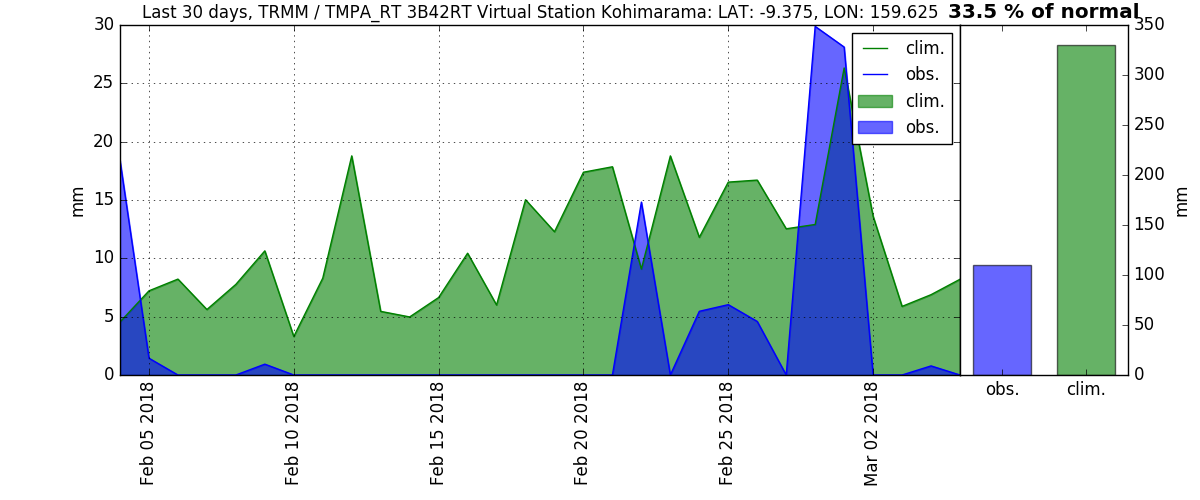 Last 30 days, TRMM / TMPA_RT 3B42RT Virtual Station Kohimarama: LAT: -9.375, LON: 159.625
33.5 % of normal
30
25
20
15
10
5
0
mm
clim.
obs.
clim.
obs.
Feb 05 2018
Feb 10 2018
Feb 15 2018
Feb 20 2018
Feb 25 2018
Mar 02 2018
350
300
250
200
150
100
50
0
mm
obs.
clim.